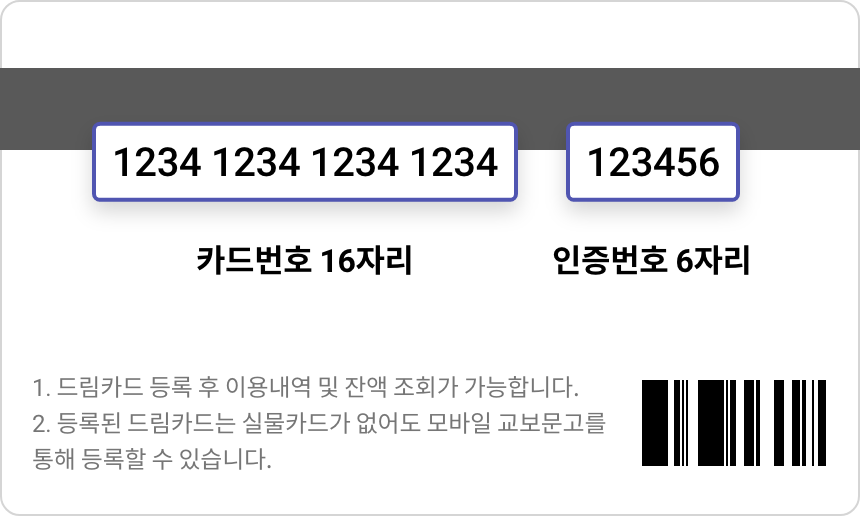 1234 1234 1234 1234 123456
카드번호 16자리 인증번호 6자리
1. 드림카드 등록 후 이용내역 및 잔액 조회가 가능합니다.
2. 등록된 드림카드는 실물카드가 없어도 모바일 교보문고를
통해 등록할 수 있습니다.